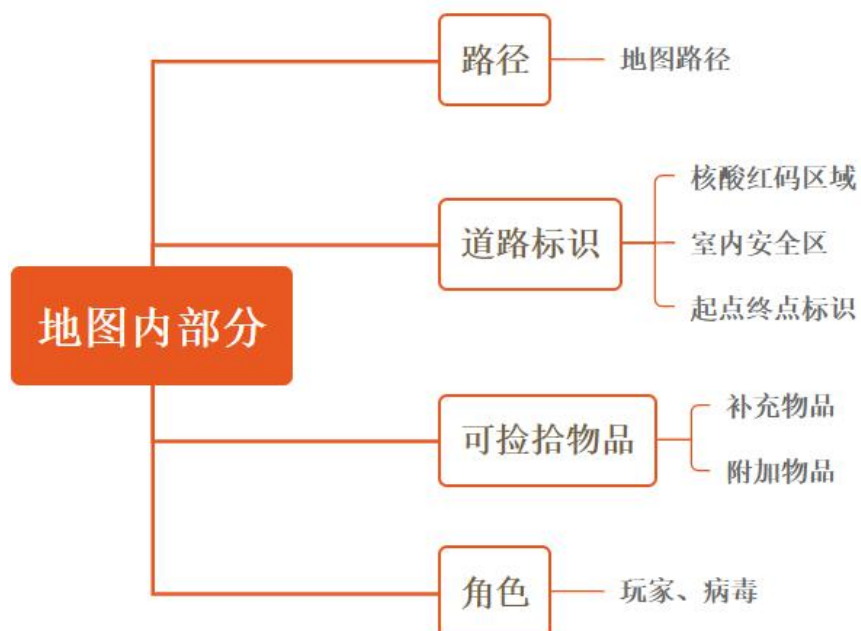 地图内部分
路径
地图路径
道路标识
核酸红码区域
室内安全区
起点终点标识
可捡拾物品
补充物品
附加物品
角色
玩家、病毒